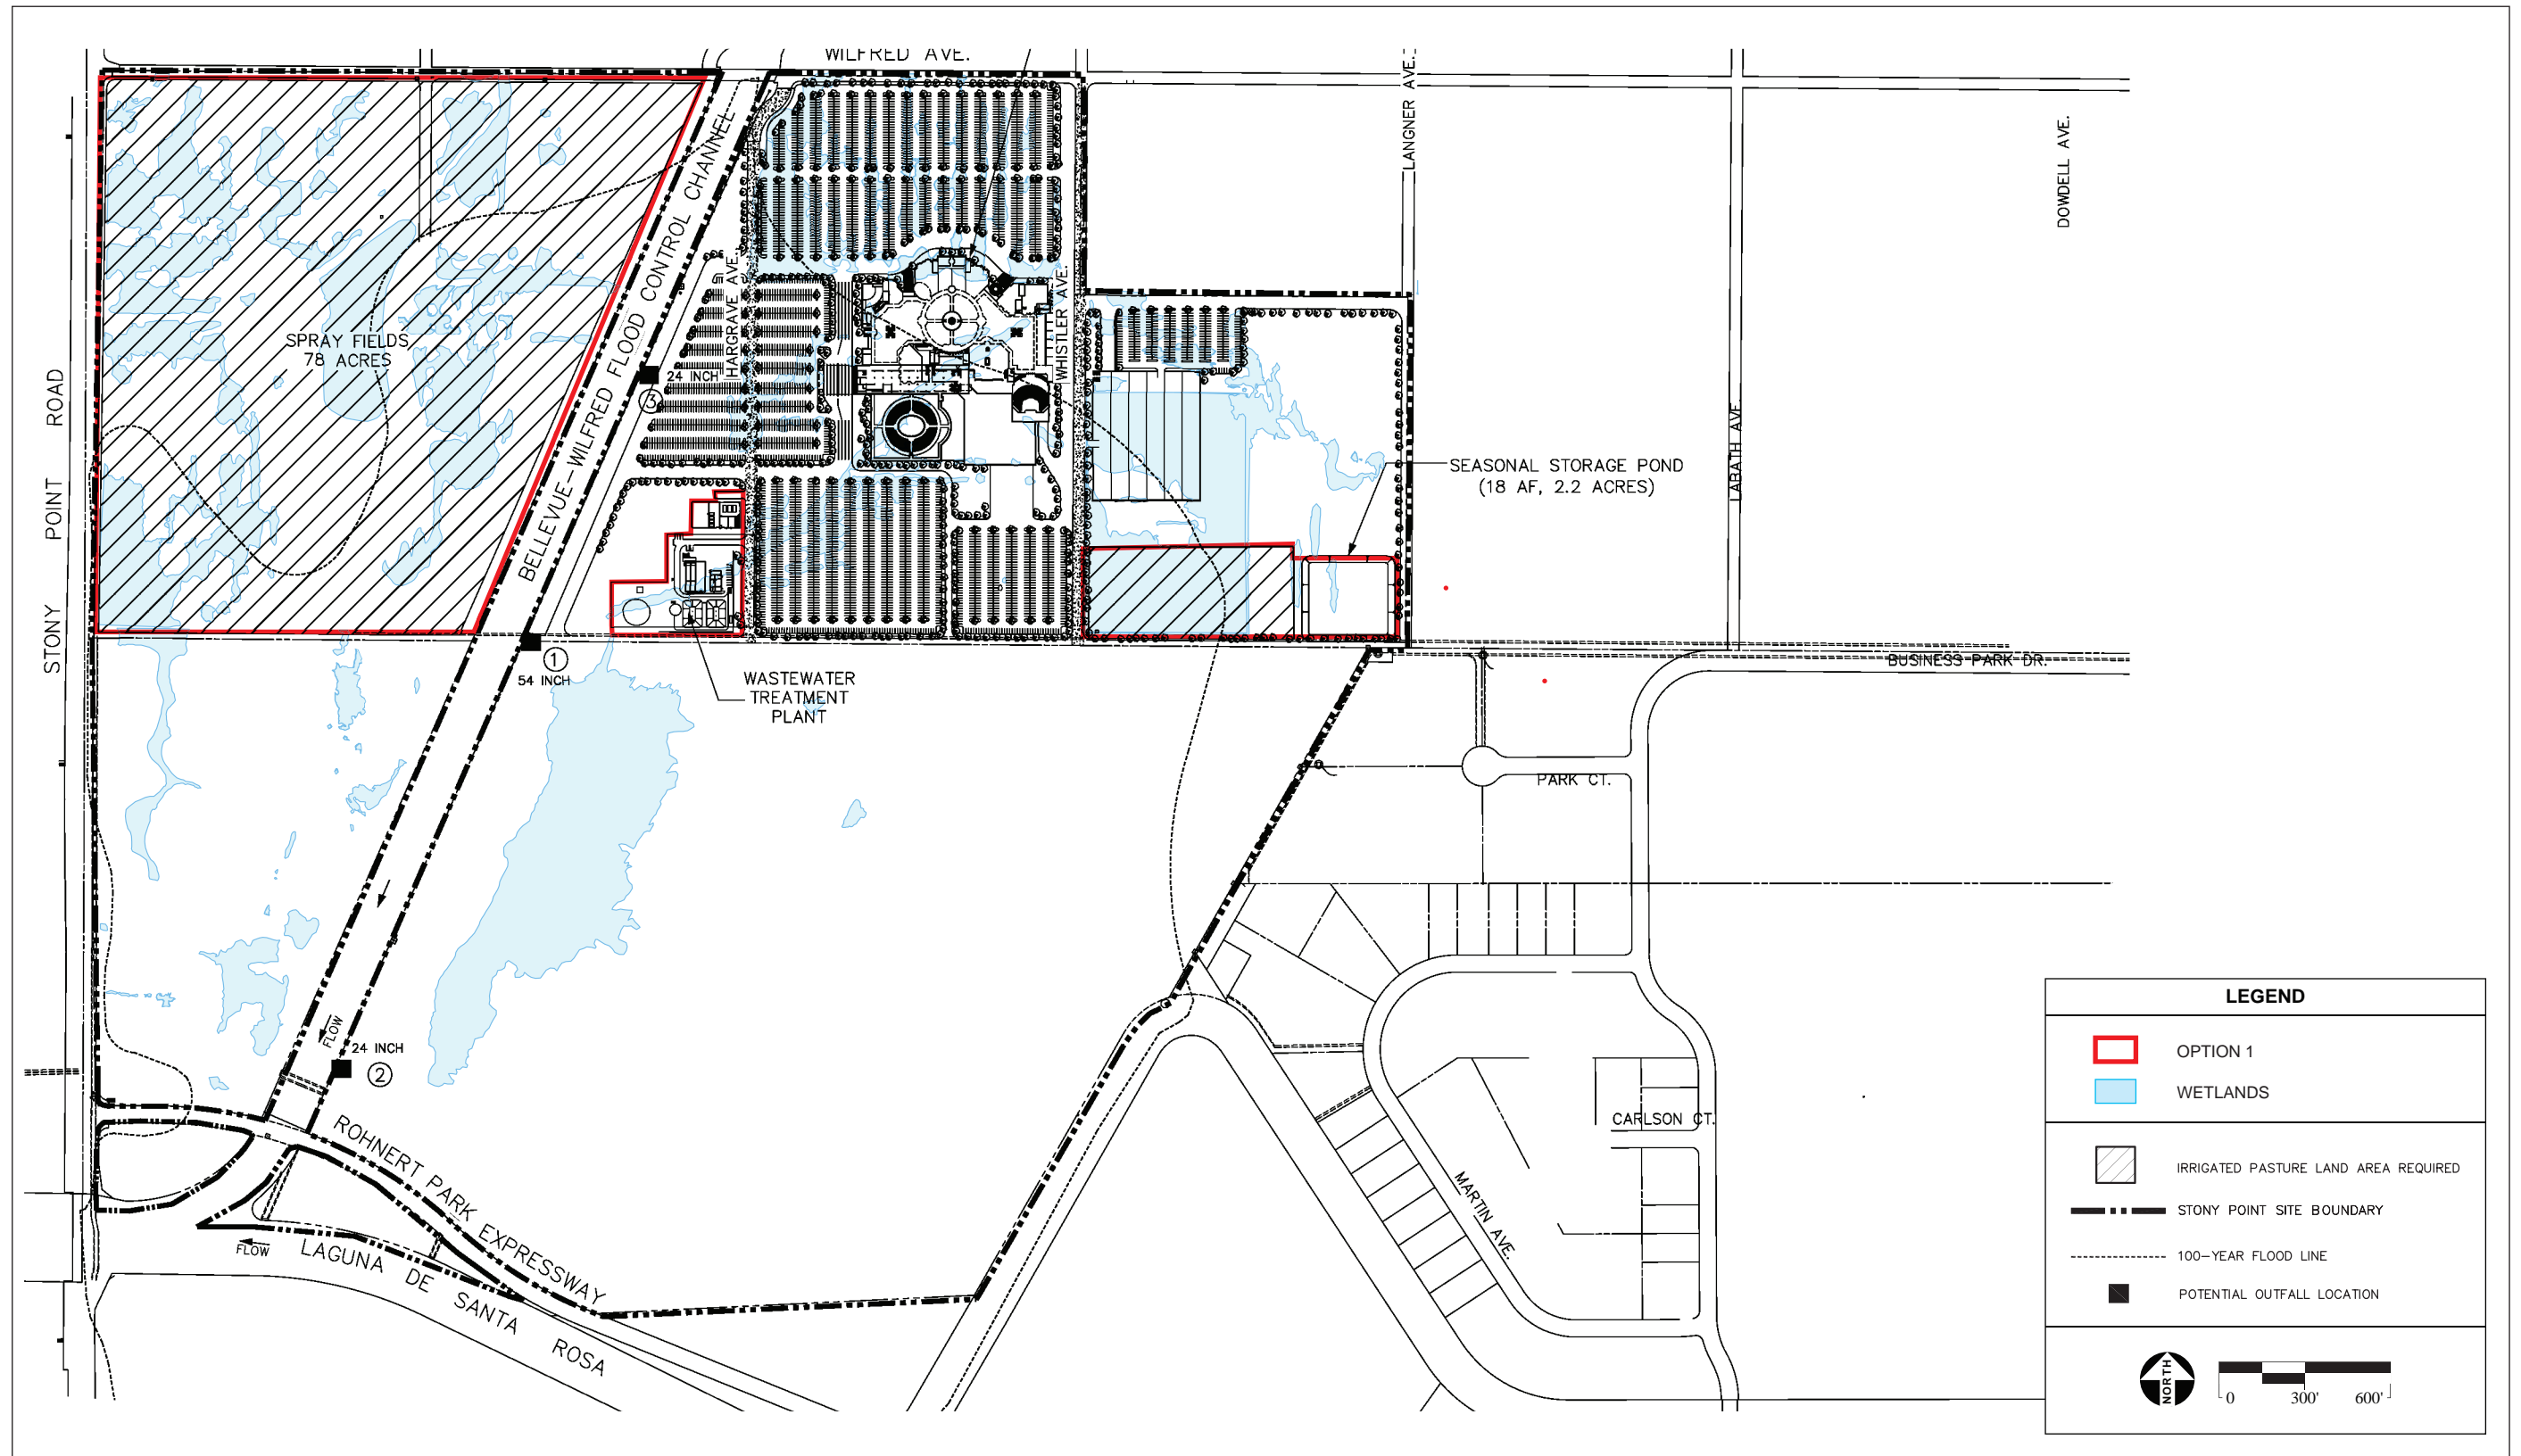 WILFRED AVE.
LANGNER AVE.
DOWDELL AVE.
LABATH AVE.
BELLEVUE-WILFRED FLOOD CONTROL CHANNEL
HARGRAVE AVE.
WHISTLER AVE.
SPRAY FIELDS
78 ACRES
STONY POINT ROAD
24 INCH
3
SEASONAL STORAGE POND
(18 AF, 2.2 ACRES)
1
54 INCH
WASTEWATER
TREATMENT
PLANT
BUSINESS PARK DR.
PARK CT.
FLOW
24 INCH
2
ROHNERT PARK EXPRESSWAY
FLOW
LAGUNA DE SANTA ROSA
CARLSON CT.
MARTIN AVE.
LEGEND
OPTION 1
WETLANDS
IRRIGATED PASTURE LAND AREA REQUIRED
STONY POINT SITE BOUNDARY
100-YEAR FLOOD LINE
POTENTIAL OUTFALL LOCATION
NORTH
0 300' 600'